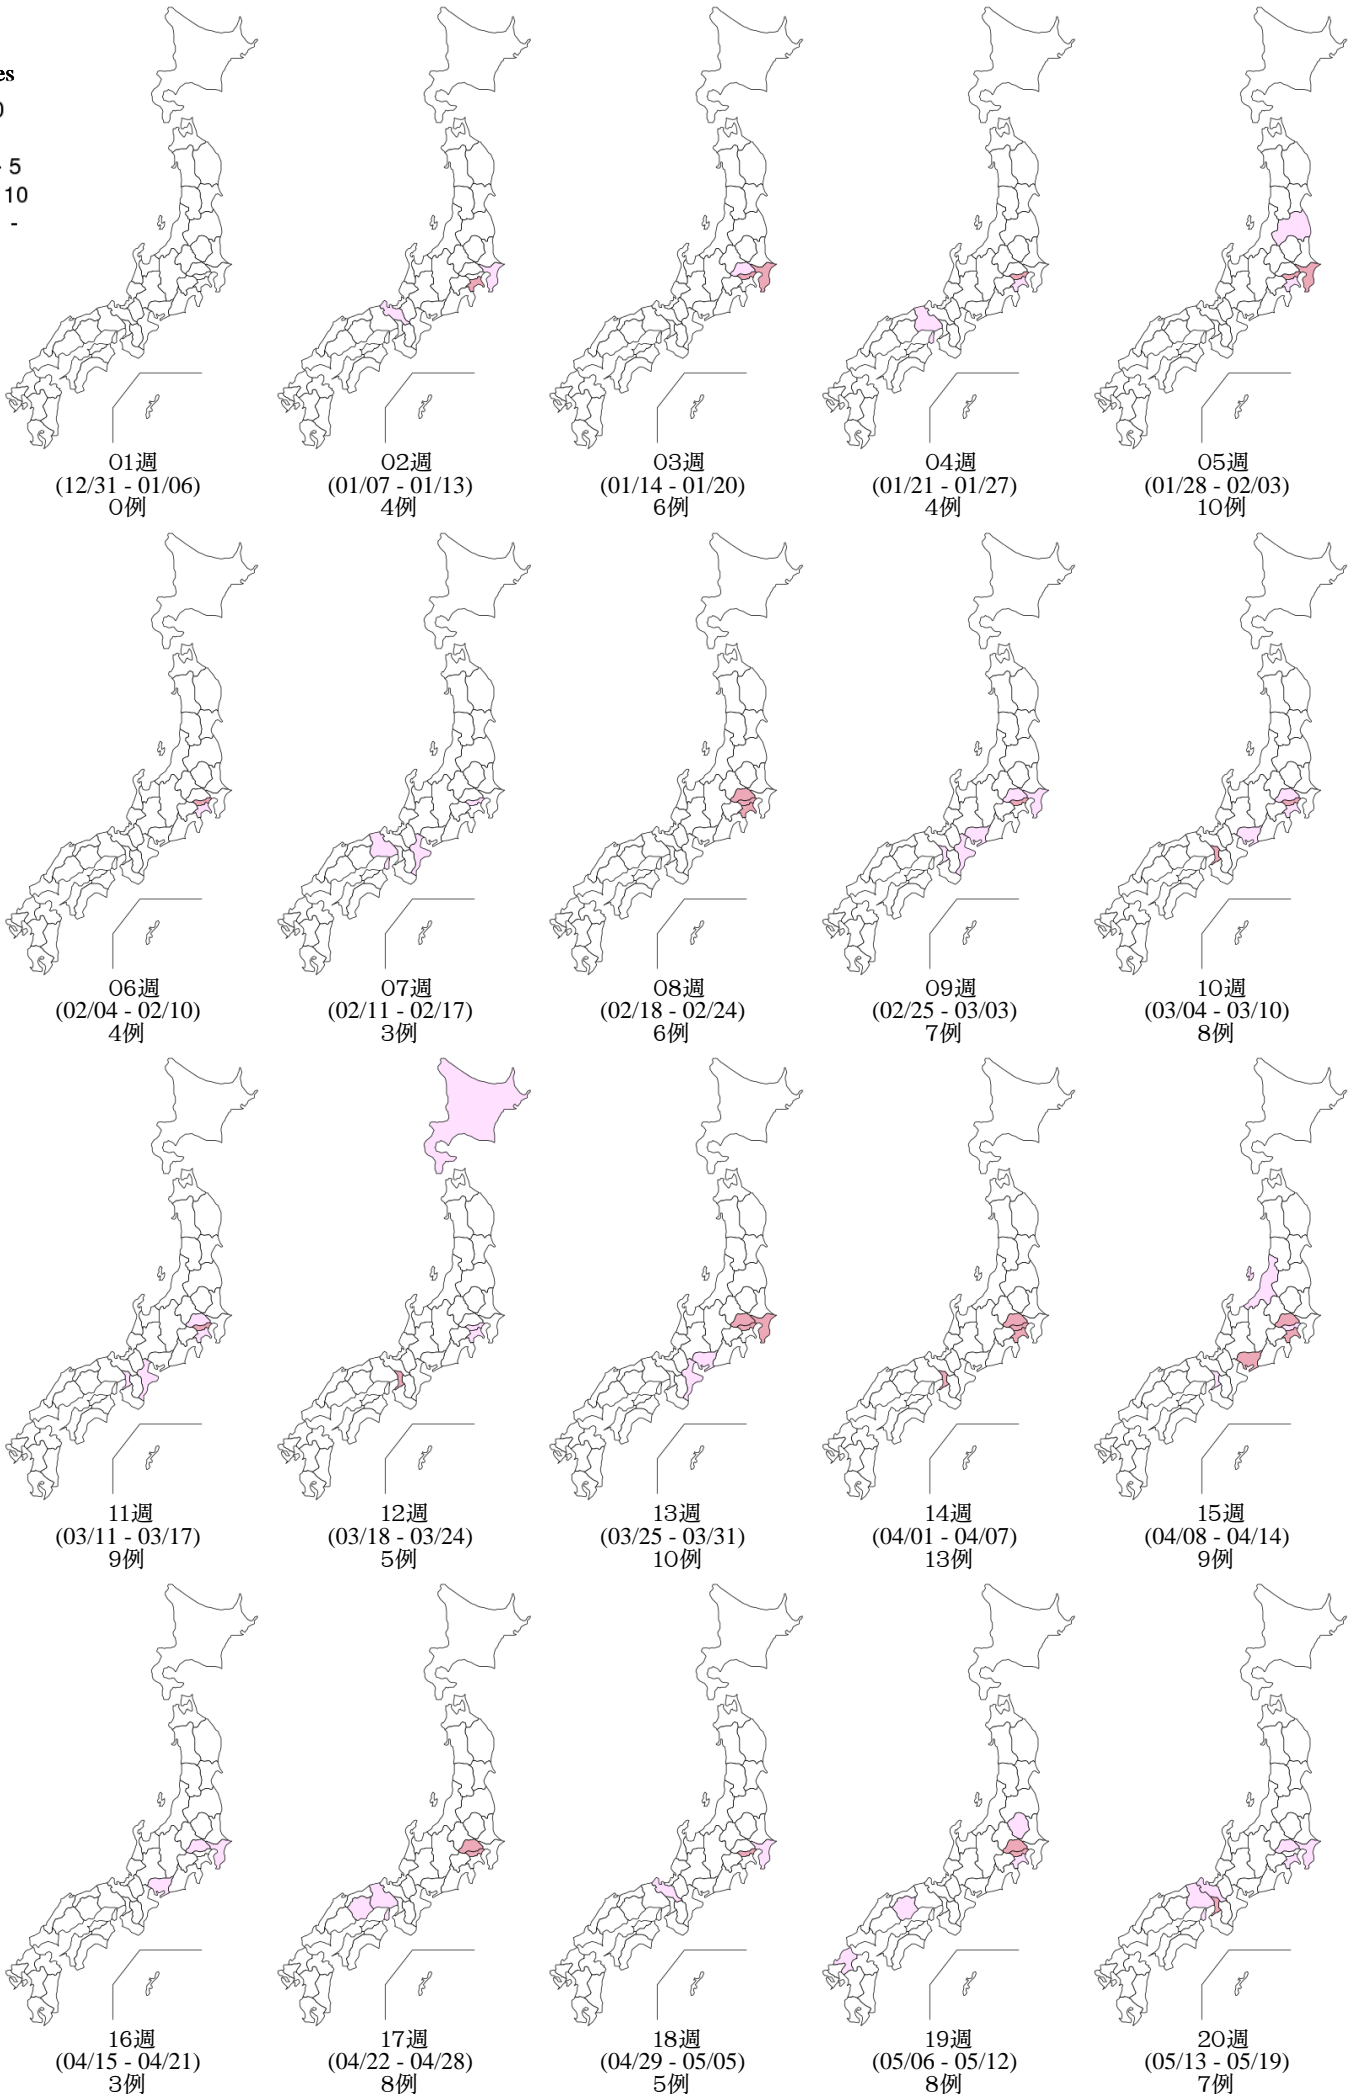 es
0
- 5
10
-
01週
(12/31 - 01/06)
0例
02週
(01/07 - 01/13)
4例
03週
(01/14 - 01/20)
6例
04週
(01/21 - 01/27)
4例
05週
(01/28 - 02/03)
10例
06週
(02/04 - 02/10)
4例
07週
(02/11 - 02/17)
3例
08週
(02/18 - 02/24)
6例
09週
(02/25 - 03/03)
7例
10週
(03/04 - 03/10)
8例
11週
(03/11 - 03/17)
9例
12週
(03/18 - 03/24)
5例
13週
(03/25 - 03/31)
10例
14週
(04/01 - 04/07)
13例
15週
(04/08 - 04/14)
9例
16週
(04/15 - 04/21)
3例
17週
(04/22 - 04/28)
8例
18週
(04/29 - 05/05)
5例
19週
(05/06 - 05/12)
8例
20週
(05/13 - 05/19)
7例